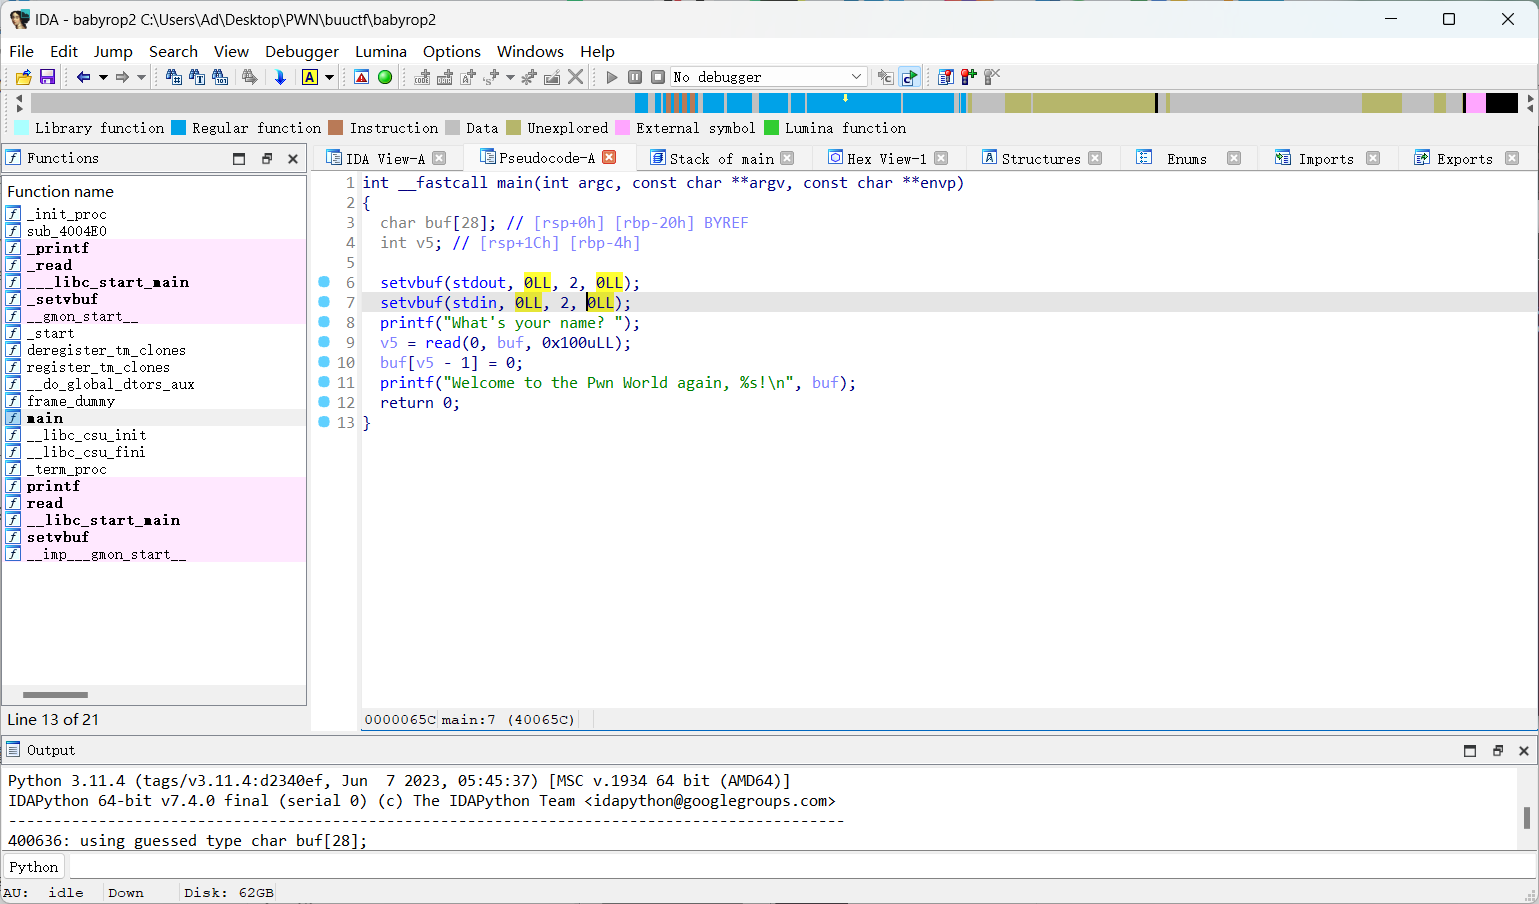 IDA - babyrop2 C:\Users\Ad\Desktop\PWN\buuctf\babyrop2
File Edit Jump Search View Debugger Lumina Options Windows Help
No debugger
Library function Regular function Instruction Data Unexplored External symbol Lumina function
Functions
IDA View-A Pseudocode-A Stack of main Hex View-1 Structures Enums Imports Exports
Function name
_init_proc
sub_4004E0
_printf
_read
___libc_start_main
_setvbuf
__gmon_start__
_start
deregister_tm_clones
register_tm_clones
__do_global_dtors_aux
frame_dummy
main
__libc_csu_init
__libc_csu_fini
_term_proc
printf
read
__libc_start_main
setvbuf
__imp___gmon_start__
Line 13 of 21
1 int __fastcall main(int argc, const char **argv, const char **envp)
2 {
3 char buf[28]; // [rsp+0h] [rbp-20h] BYREF
4 int v5; // [rsp+1Ch] [rbp-4h]
5
6 setvbuf(stdout, 0LL, 2, 0LL);
7 setvbuf(stdin, 0LL, 2, 0LL);
8 printf("What's your name? ");
9 v5 = read(0, buf, 0x100uLL);
10 buf[v5 - 1] = 0;
11 printf("Welcome to the Pwn World again, %s!\n", buf);
12 return 0;
13 }
0000065C main:7 (40065C)
Output
Python 3.11.4 (tags/v3.11.4:d2340ef, Jun  7 2023, 05:45:37) [MSC v.1934 64 bit (AMD64)]
IDAPython 64-bit v7.4.0 final (serial 0) (c) The IDAPython Team <idapython@googlegroups.com>
---------------------------------------------------------------------------------------------
400636: using guessed type char buf[28];
Python
AU: idle Down Disk: 62GB